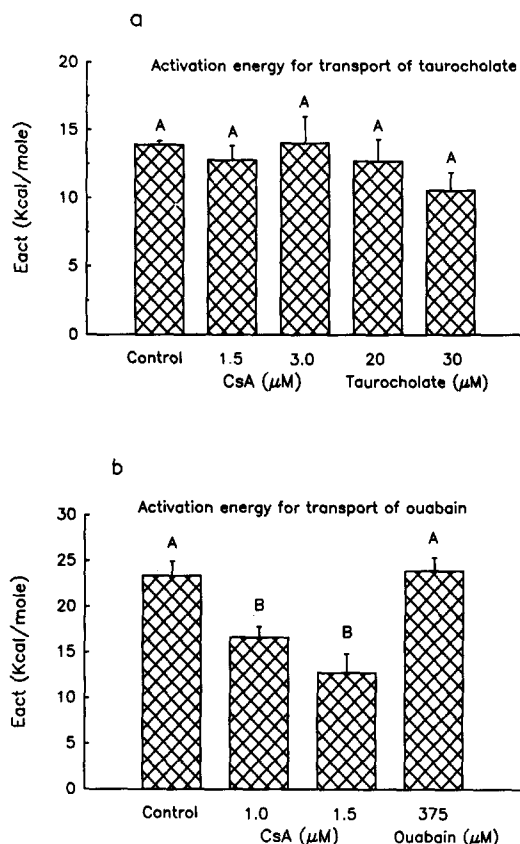 a
Activation energy for transport of taurocholate
20
15
10
5
0
Eact (Kcal/mole)
A A A A A
Control 1.5 3.0 20 30
CsA (μM) Taurocholate (μM)
b
Activation energy for transport of ouabain
30
25
20
15
10
5
0
Eact (Kcal/mole)
A B B A
Control 1.0 1.5 375
CsA (μM) Ouabain (μM)